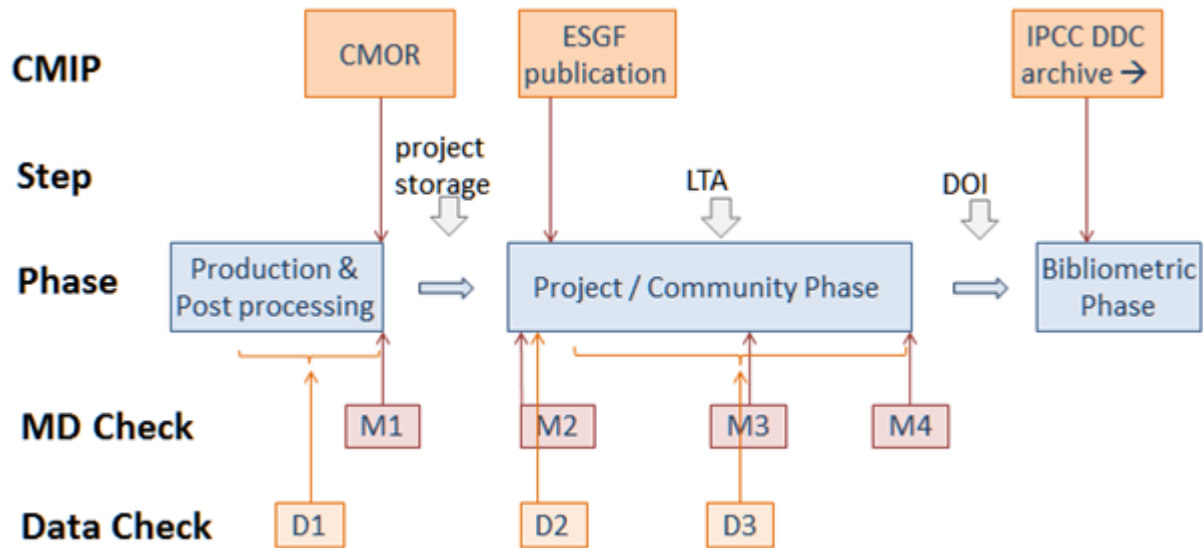 CMIP
CMOR
ESGF
publication
IPCC DDC
archive →
Step
project
storage
LTA
DOI
Phase
Production &
Post processing
Project / Community Phase
Bibliometric
Phase
MD Check
M1
M2
M3
M4
Data Check
D1
D2
D3